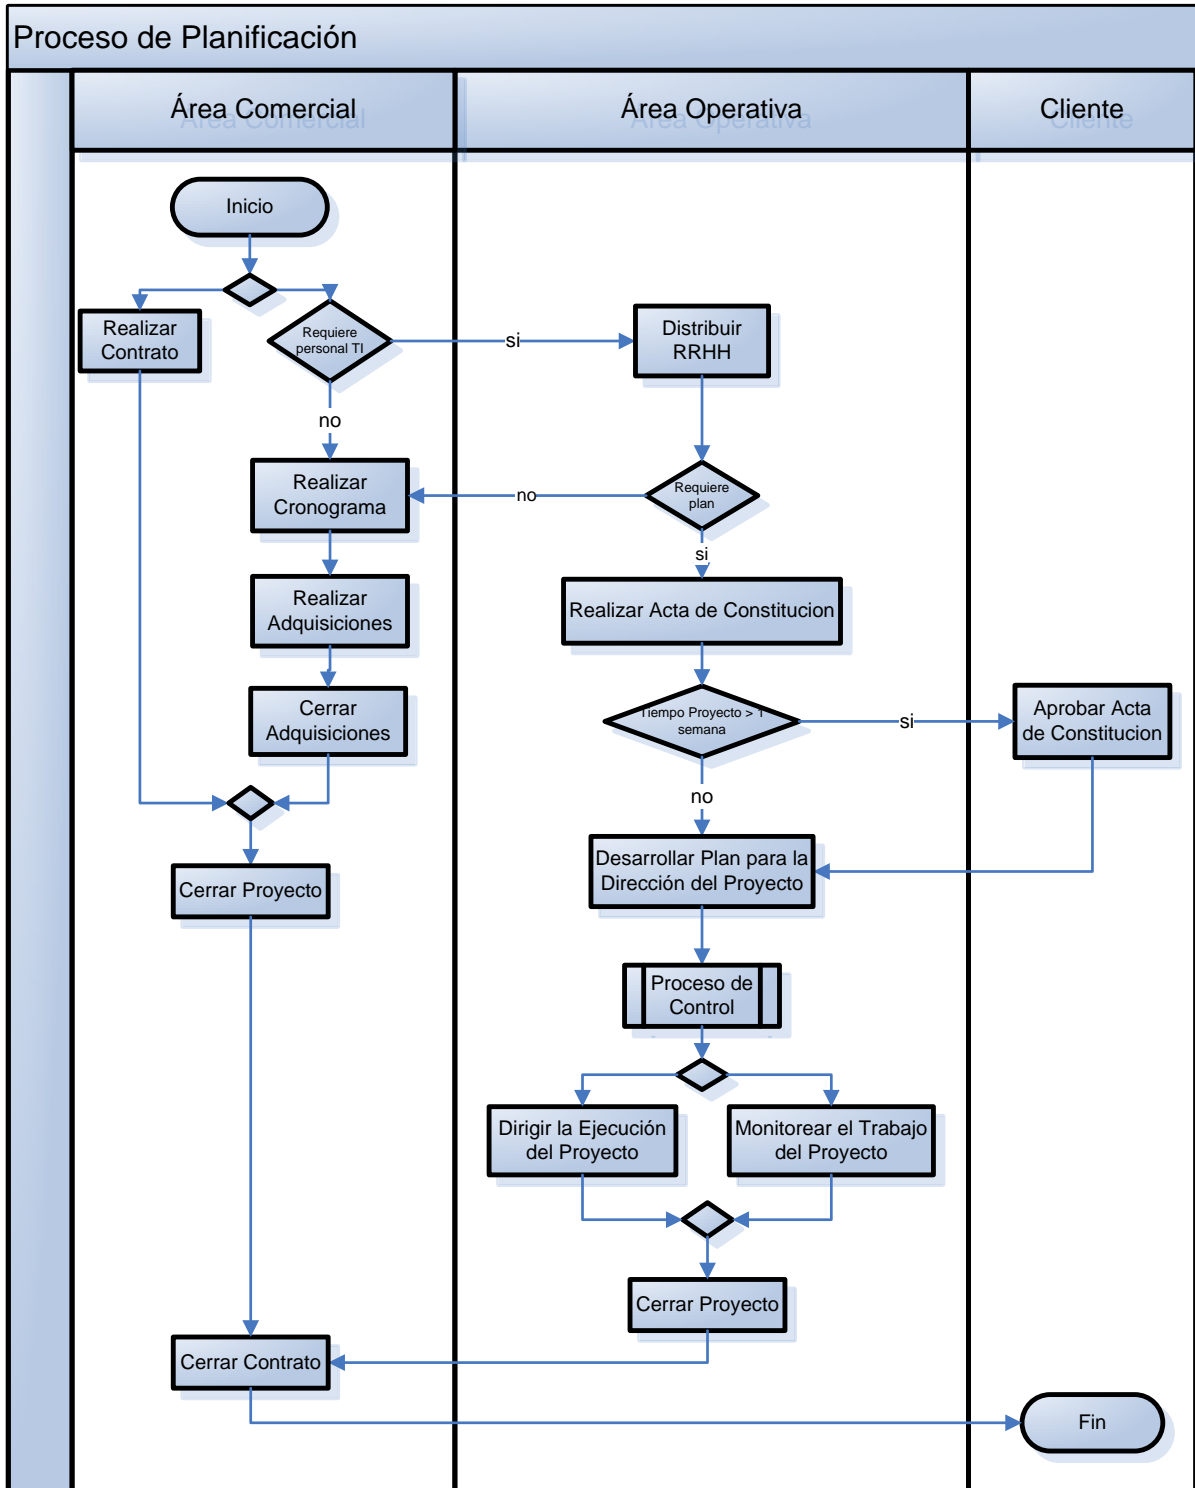 Proceso de Planificación
Área Comercial
Área Operativa
Cliente
Inicio
Realizar
Contrato
Requiere
personal TI
si
Distribuir
RRHH
no
Realizar
Cronograma
no
Requiere
plan
si
Realizar
Adquisiciones
Realizar Acta de Constitucion
Cerrar
Adquisiciones
Tiempo Proyecto > 1
semana
si
Aprobar Acta
de Constitucion
no
Desarrollar Plan para la
Dirección del Proyecto
Cerrar Proyecto
Proceso de
Control
Dirigir la Ejecución
del Proyecto
Monitorear el Trabajo
del Proyecto
Cerrar Proyecto
Cerrar Contrato
Fin